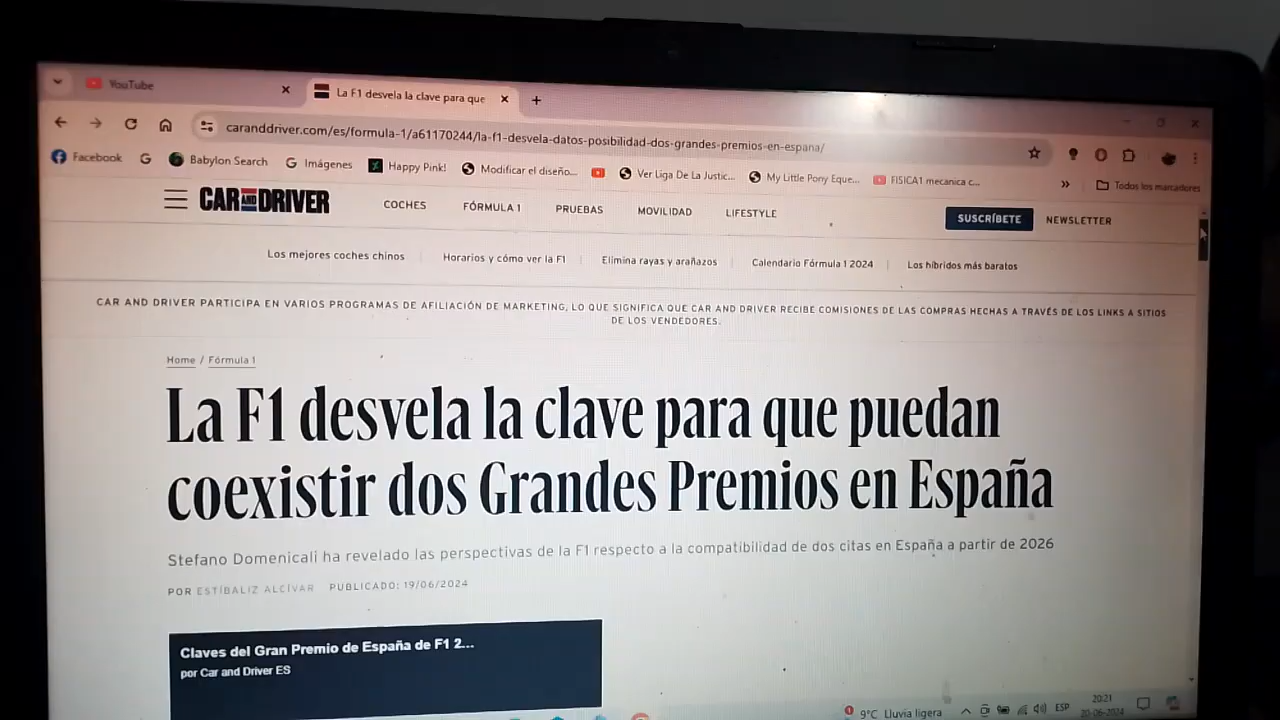 YouTube
La F1 desvela la clave para que
caranddriver.com/es/formula-1/a61170244/la-f1-desvela-datos-posibilidad-dos-grandes-premios-en-espana/
Facebook G Babylon Search Imágenes Happy Pink! Modificar el diseño... Ver Liga De La Justic... My Little Pony Eque... FISICA1 mecanica c... » Todos los marcadores
CAR AND DRIVER COCHES FÓRMULA 1 PRUEBAS MOVILIDAD LIFESTYLE SUSCRÍBETE NEWSLETTER
Los mejores coches chinos Horarios y cómo ver la F1 Elimina rayas y arañazos Calendario Fórmula 1 2024 Los híbridos más baratos
CAR AND DRIVER PARTICIPA EN VARIOS PROGRAMAS DE AFILIACIÓN DE MARKETING, LO QUE SIGNIFICA QUE CAR AND DRIVER RECIBE COMISIONES DE LAS COMPRAS HECHAS A TRAVÉS DE LOS LINKS A SITIOS
DE LOS VENDEDORES.
Home / Fórmula 1
La F1 desvela la clave para que puedan
coexistir dos Grandes Premios en España
Stefano Domenicali ha revelado las perspectivas de la F1 respecto a la compatibilidad de dos citas en España a partir de 2026
POR ESTÍBALIZ ALCÍVAR PUBLICADO: 19/06/2024
Claves del Gran Premio de España de F1 2...
por Car and Driver ES
9°C Lluvia ligera ESP 20:21
20-06-2024